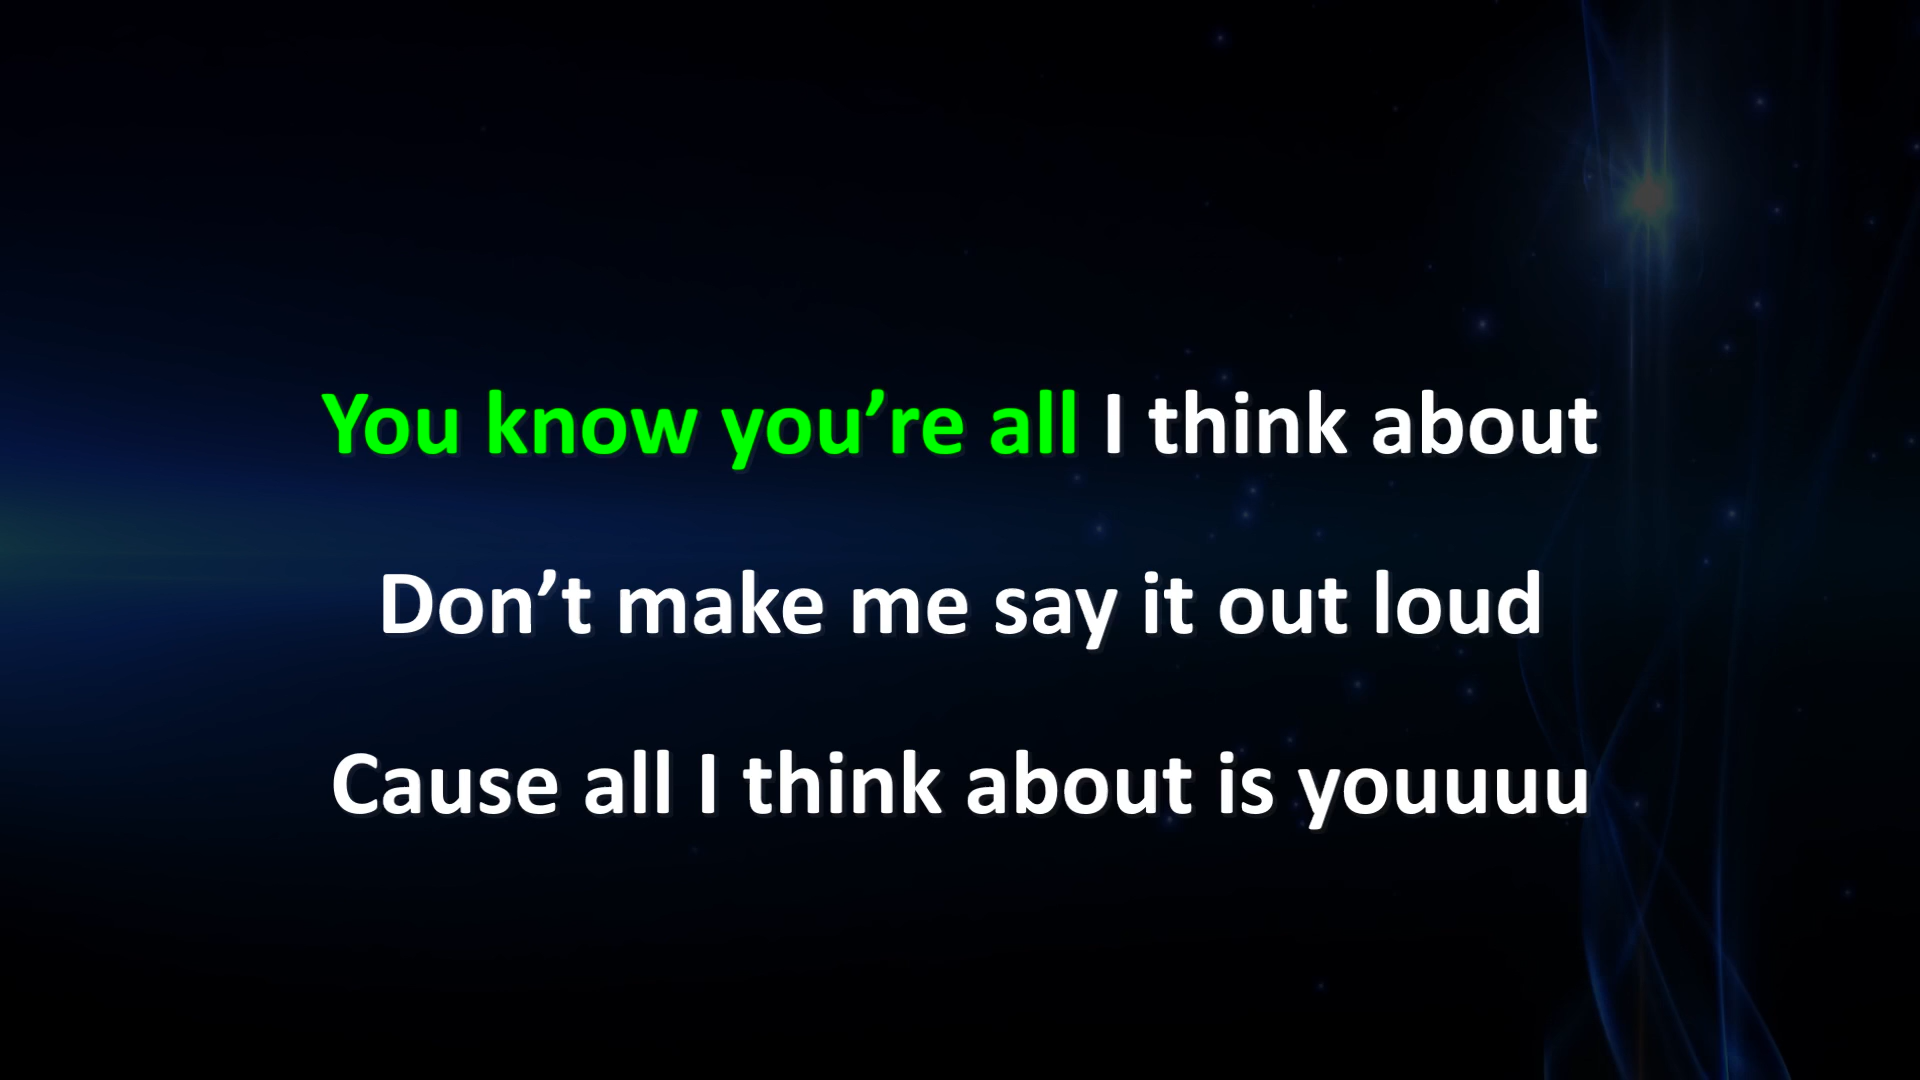 You know you’re all I think about
Don’t make me say it out loud
Cause all I think about is youuuu